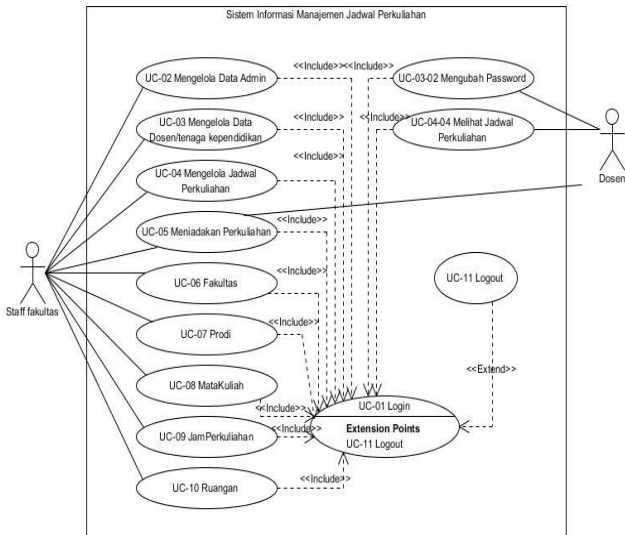 Sistem Informasi Manajemen Jadwal Perkuliahan
<<Include>>
<<Include>>
UC-02 Mengelola Data Admin
UC-03-02 Mengubah Password
<<Include>>
<<Include>>
UC-03 Mengelola Data
Dosen/tenaga kependidikan
UC-04-04 Melihat Jadwal
Perkuliahan
<<Include>>
UC-04 Mengelola Jadwal
Perkuliahan
Dosen
<<Include>>
UC-05 Meniadakan Perkuliahan
<<Include>>
UC-06 Fakultas
UC-11 Logout
Staff fakultas
<<Include>>
UC-07 Prodi
<<Extend>>
UC-08 MataKuliah
<<Include>>
UC-01 Login
Extension Points
UC-11 Logout
UC-09 JamPerkuliahan
<<Include>>
<<Include>>
UC-10 Ruangan